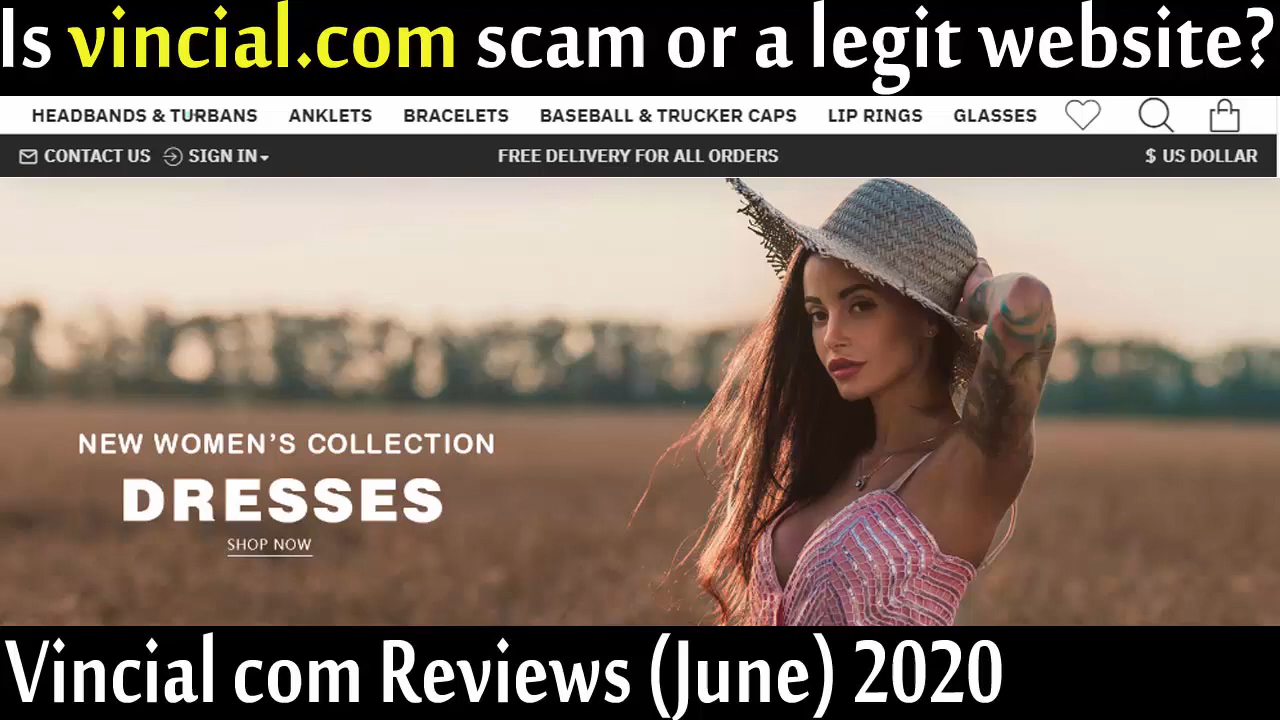 Is vincial.com scam or a legit website?
HEADBANDS & TURBANS ANKLETS BRACELETS BASEBALL & TRUCKER CAPS LIP RINGS GLASSES
CONTACT US SIGN IN FREE DELIVERY FOR ALL ORDERS $ US DOLLAR
NEW WOMEN'S COLLECTION
DRESSES
SHOP NOW
Vincial com Reviews (June) 2020